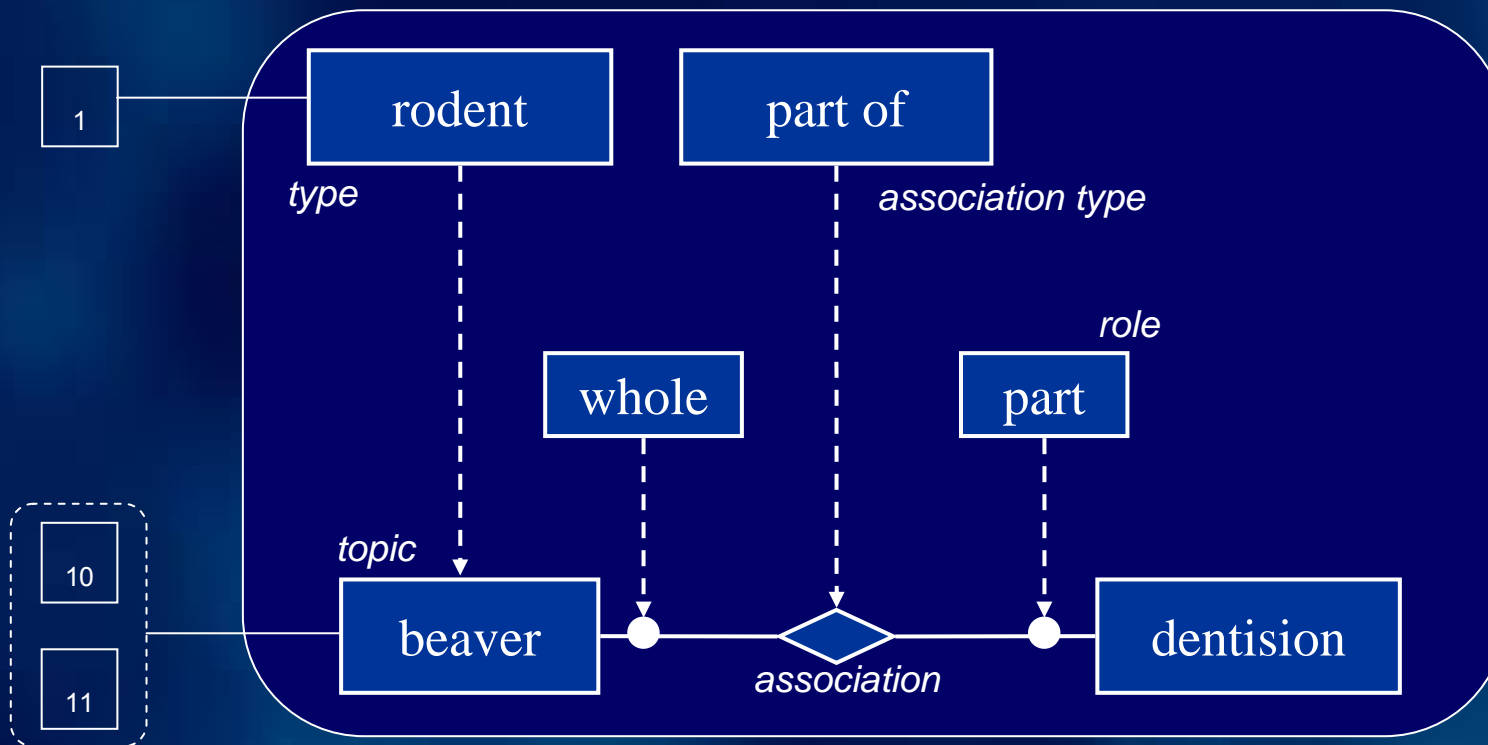 1
rodent
part of
type
association type
role
whole
part
10
topic
beaver
dentision
association
11